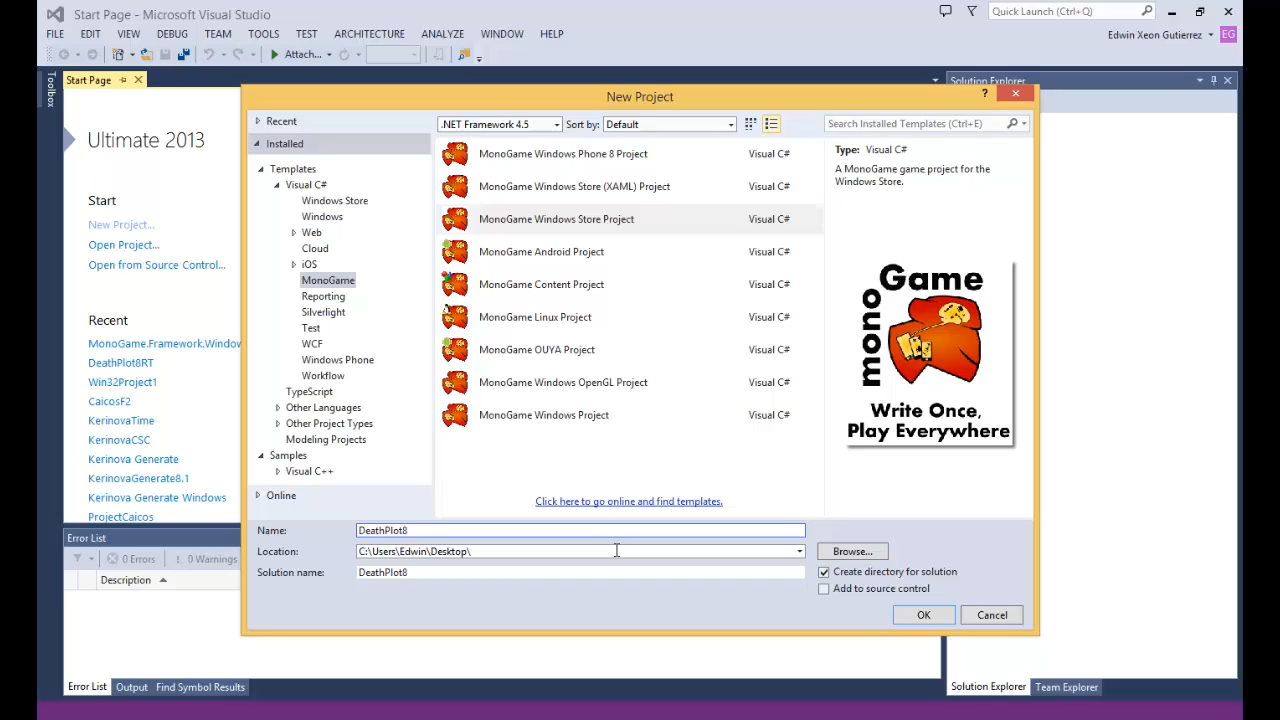 Start Page - Microsoft Visual Studio
Quick Launch (Ctrl+Q)
FILE EDIT VIEW DEBUG TEAM TOOLS TEST ARCHITECTURE ANALYZE WINDOW HELP
Edwin Xeon Gutierrez EG
Attach...
Toolbox
Start Page
Solution Explorer
Ultimate 2013
Start
New Project...
Open Project...
Open from Source Control...
Recent
MonoGame.Framework.Window
DeathPlot8RT
Win32Project1
CaicosF2
KerinovaTime
KerinovaCSC
Kerinova Generate
KerinovaGenerate8.1
Kerinova Generate Windows
ProjectCaicos
New Project
?
Recent
.NET Framework 4.5
Sort by: Default
Search Installed Templates (Ctrl+E)
Installed
Templates
Visual C#
Windows Store
Windows
Web
Cloud
iOS
MonoGame
Reporting
Silverlight
Test
WCF
Windows Phone
Workflow
TypeScript
Other Languages
Other Project Types
Modeling Projects
Samples
Visual C++
Online
MonoGame Windows Phone 8 Project Visual C#
MonoGame Windows Store (XAML) Project Visual C#
MonoGame Windows Store Project Visual C#
MonoGame Android Project Visual C#
MonoGame Content Project Visual C#
MonoGame Linux Project Visual C#
MonoGame OUYA Project Visual C#
MonoGame Windows OpenGL Project Visual C#
MonoGame Windows Project Visual C#
Click here to go online and find templates.
Type: Visual C#
A MonoGame game project for the
Windows Store.
mono Game
Write Once,
Play Everywhere
Name: DeathPlot8
Location: C:\Users\Edwin\Desktop\
Browse...
Solution name: DeathPlot8
Create directory for solution
Add to source control
OK Cancel
Error List
0 Errors
0 Warnings
Description
Error List Output Find Symbol Results
Solution Explorer Team Explorer